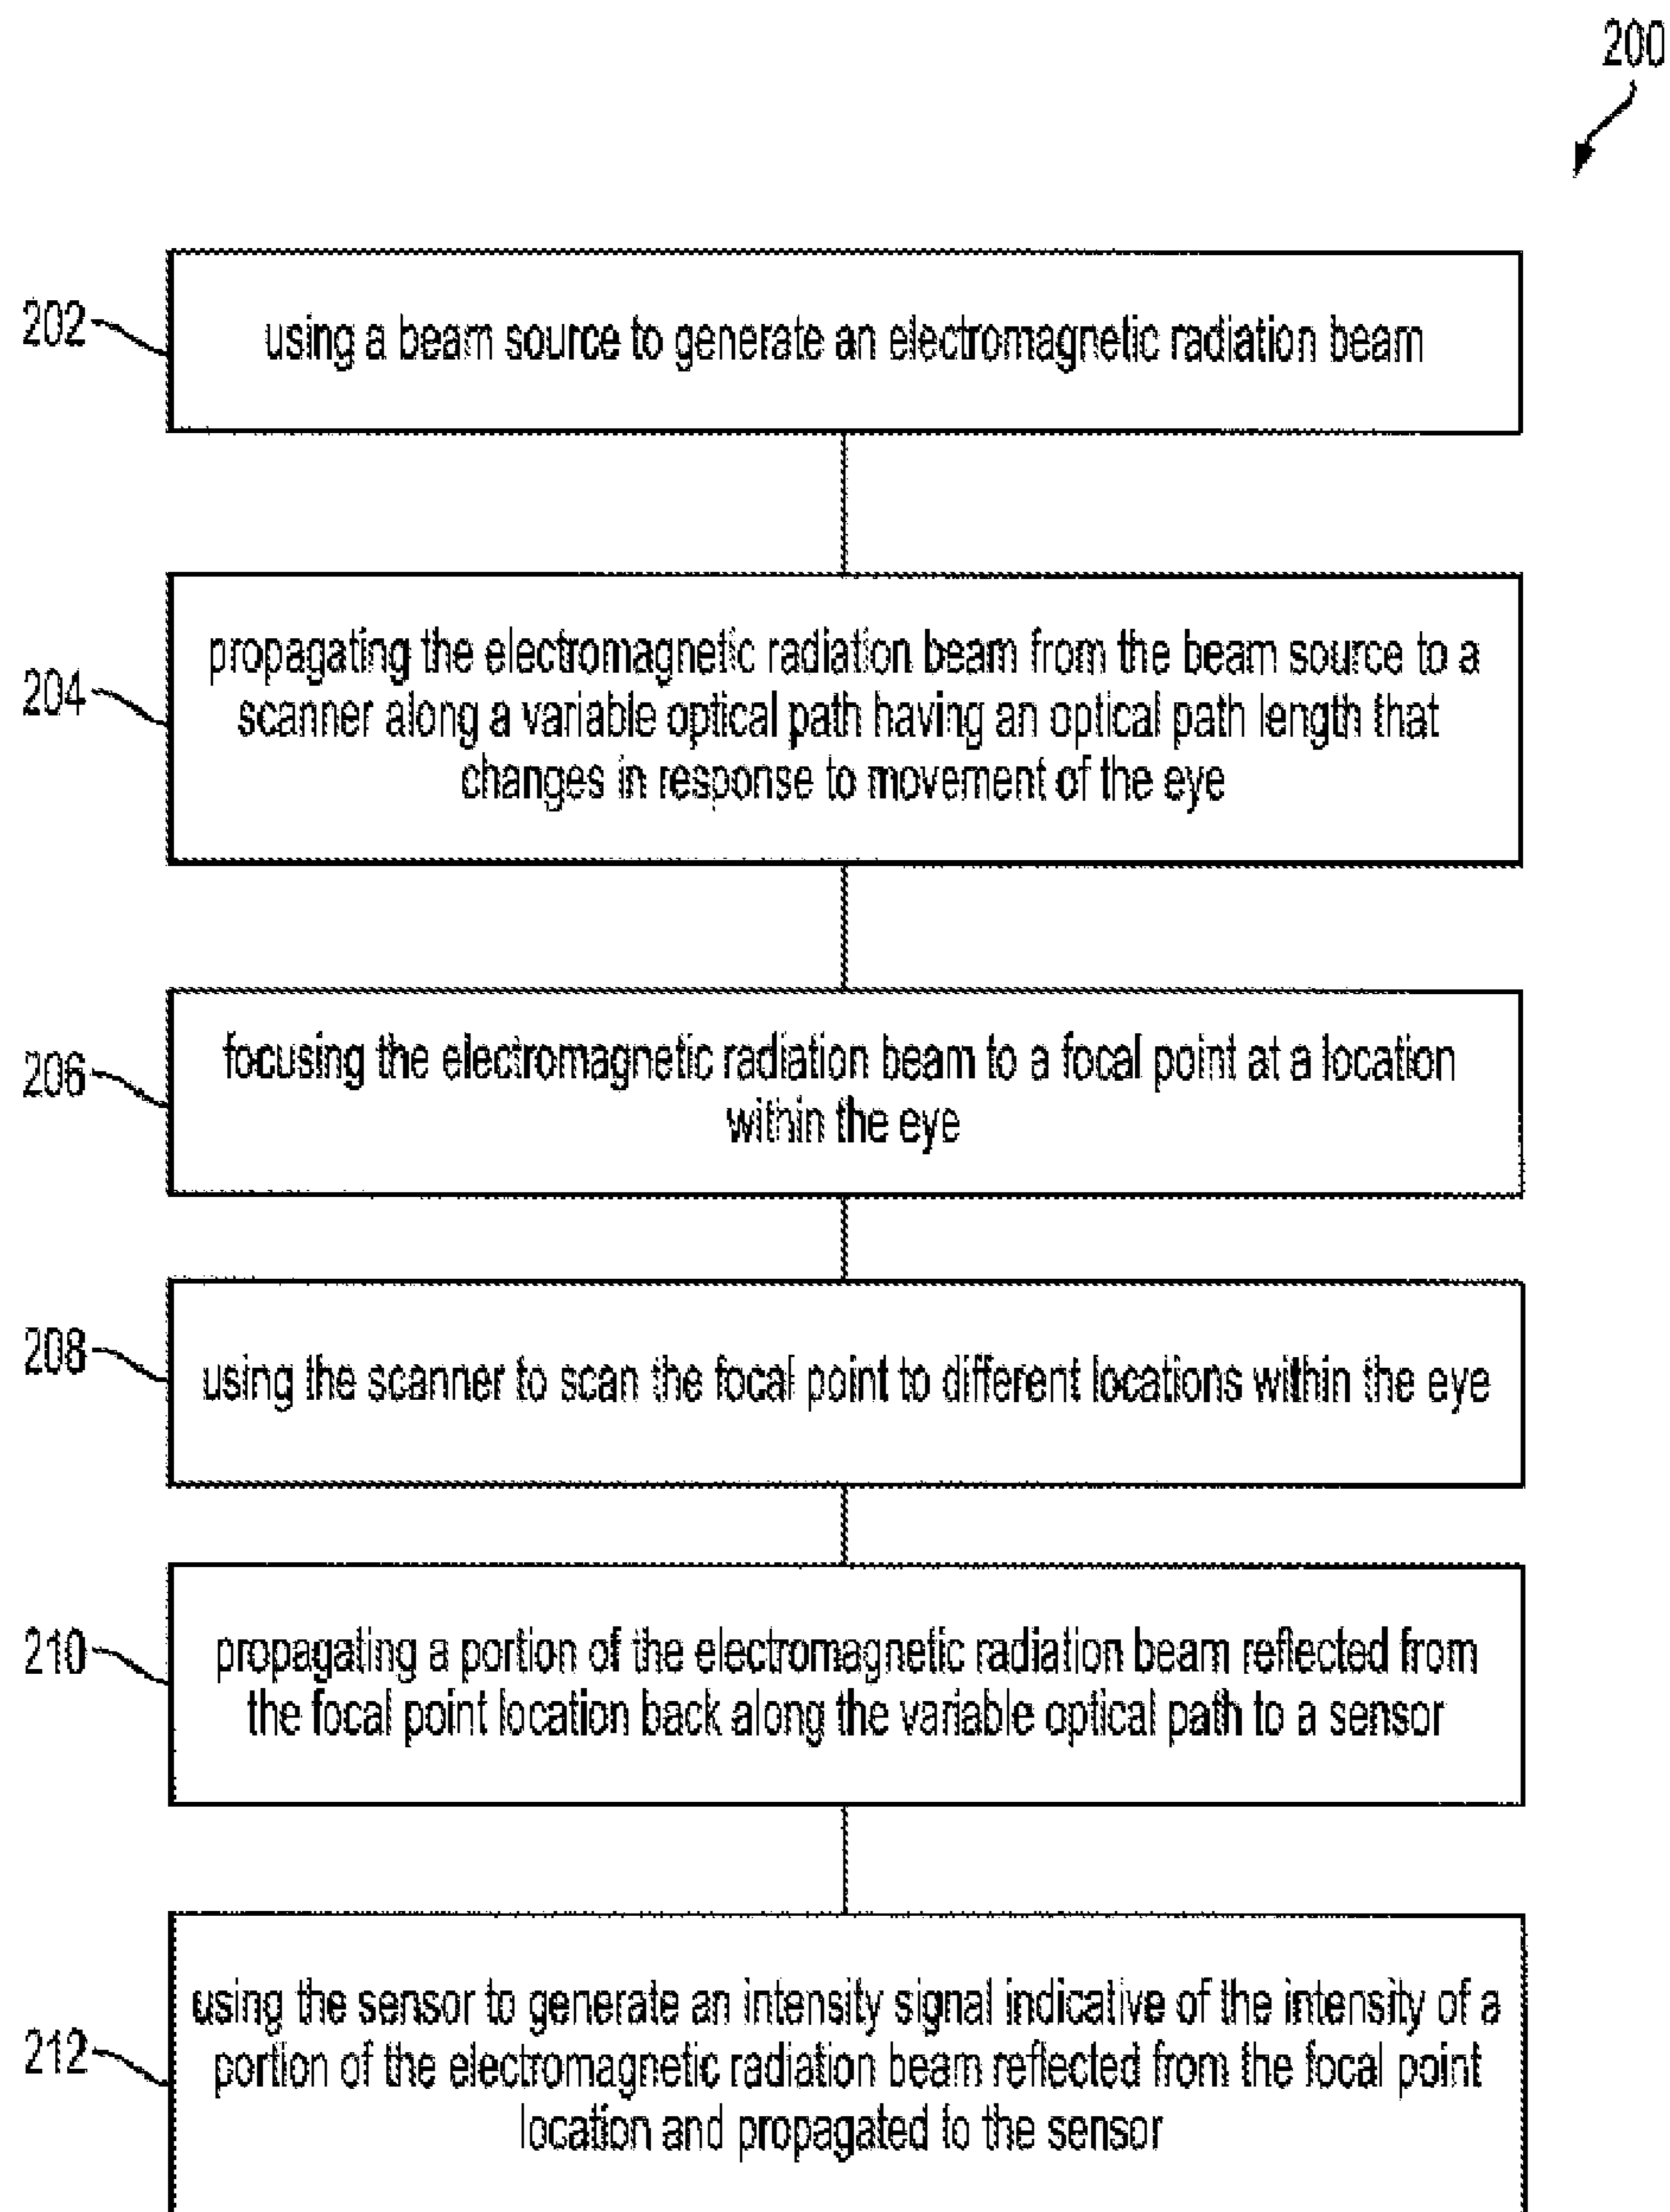 200
202
using a beam source to generate an electromagnetic radiation beam
204
propagating the electromagnetic radiation beam from the beam source to a
scanner along a variable optical path having an optical path length that
changes in response to movement of the eye
206
focusing the electromagnetic radiation beam to a focal point at a location
within the eye
208
using the scanner to scan the focal point to different locations within the eye
210
propagating a portion of the electromagnetic radiation beam reflected from
the focal point location back along the variable optical path to a sensor
212
using the sensor to generate an intensity signal indicative of the intensity of a
portion of the electromagnetic radiation beam reflected from the focal point
location and propagated to the sensor